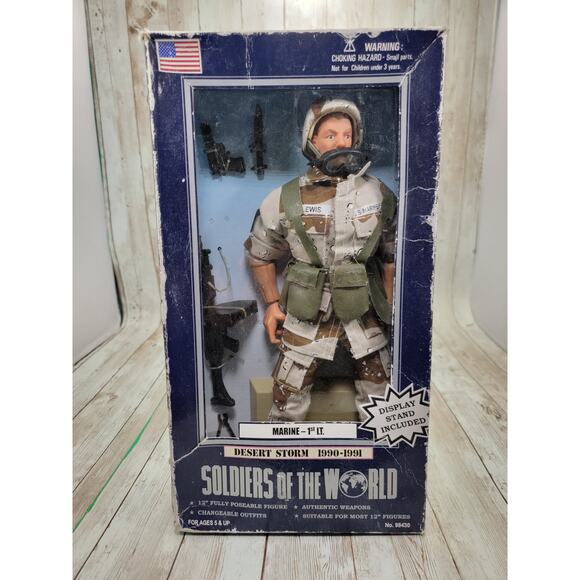 WARNING:
CHOKING HAZARD - Small parts.
Not for Children under 3 years.
LEWIS
DISPLAY
STAND
INCLUDED
MARINE – 1ST LT.
DESERT STORM 1990-1991
SOLDIERS OF THE WORLD
★ 12" FULLY POSEABLE FIGURE ★ AUTHENTIC WEAPONS
★ CHANGEABLE OUTFITS ★ SUITABLE FOR MOST 12" FIGURES
FOR AGES 5 & UP No. 98430